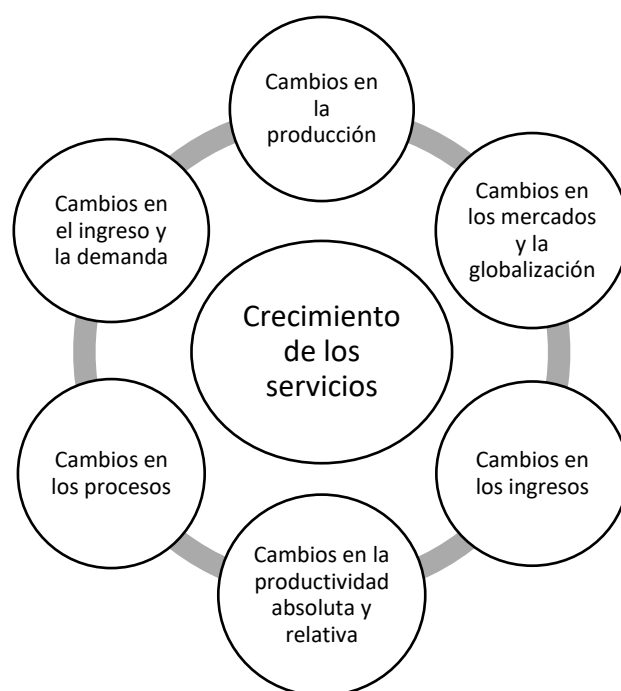 Cambios en
la
producción
Cambios en
los mercados
y la
globalización
Cambios en
los ingresos
Cambios en la
productividad
absoluta y
relativa
Cambios en
los procesos
Cambios en
el ingreso y
la demanda
Crecimiento
de los
servicios